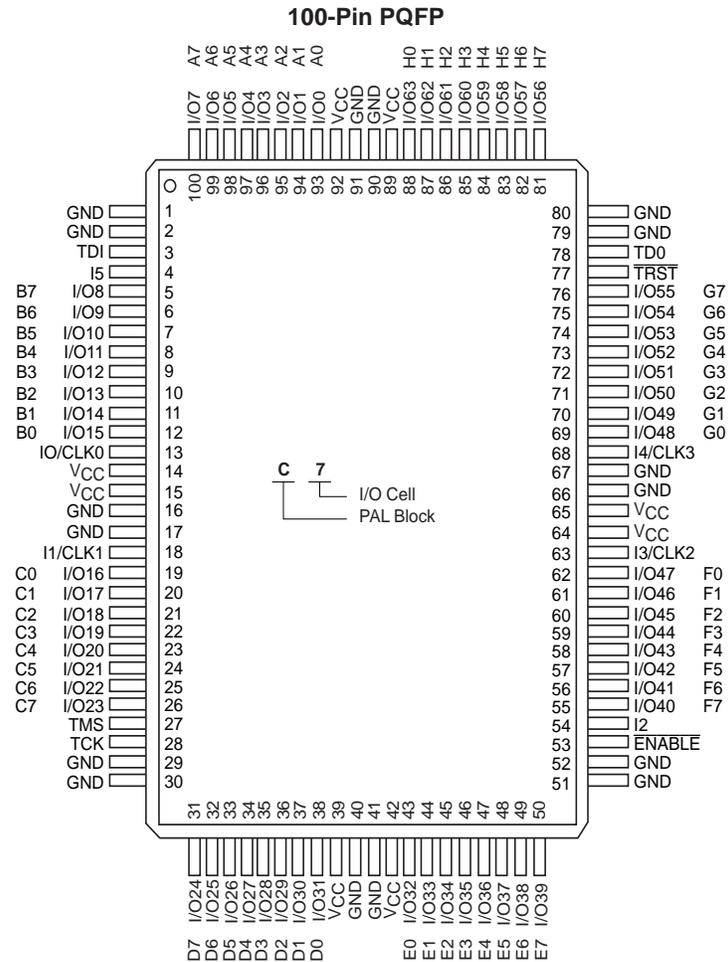 100-Pin PQFP
A7 A6 A5 A4 A3 A2 A1 A0 H0 H1 H2 H3 H4 H5 H6 H7
I/O7 I/O6 I/O5 I/O4 I/O3 I/O2 I/O1 I/O0 VCC GND GND VCC I/O63 I/O62 I/O61 I/O60 I/O59 I/O58 I/O57 I/O56
100 99 98 97 96 95 94 93 92 91 90 89 88 87 86 85 84 83 82 81
GND 1 80 GND
GND 2 79 GND
TDI 3 78 TD0
I5 4 77 TRST
B7 I/O8 5 76 I/O55 G7
B6 I/O9 6 75 I/O54 G6
B5 I/O10 7 74 I/O53 G5
B4 I/O11 8 73 I/O52 G4
B3 I/O12 9 72 I/O51 G3
B2 I/O13 10 71 I/O50 G2
B1 I/O14 11 70 I/O49 G1
B0 I/O15 12 69 I/O48 G0
IO/CLK0 13 68 I4/CLK3
VCC 14 C 7 67 GND
VCC 15 I/O Cell 66 GND
GND 16 PAL Block 65 VCC
GND 17 64 VCC
I1/CLK1 18 63 I3/CLK2
C0 I/O16 19 62 I/O47 F0
C1 I/O17 20 61 I/O46 F1
C2 I/O18 21 60 I/O45 F2
C3 I/O19 22 59 I/O44 F3
C4 I/O20 23 58 I/O43 F4
C5 I/O21 24 57 I/O42 F5
C6 I/O22 25 56 I/O41 F6
C7 I/O23 26 55 I/O40 F7
TMS 27 54 I2
TCK 28 53 ENABLE
GND 29 52 GND
GND 30 51 GND
31 32 33 34 35 36 37 38 39 40 41 42 43 44 45 46 47 48 49 50
I/O24 I/O25 I/O26 I/O27 I/O28 I/O29 I/O30 I/O31 VCC GND GND VCC I/O32 I/O33 I/O34 I/O35 I/O36 I/O37 I/O38 I/O39
D7 D6 D5 D4 D3 D2 D1 D0 E0 E1 E2 E3 E4 E5 E6 E7